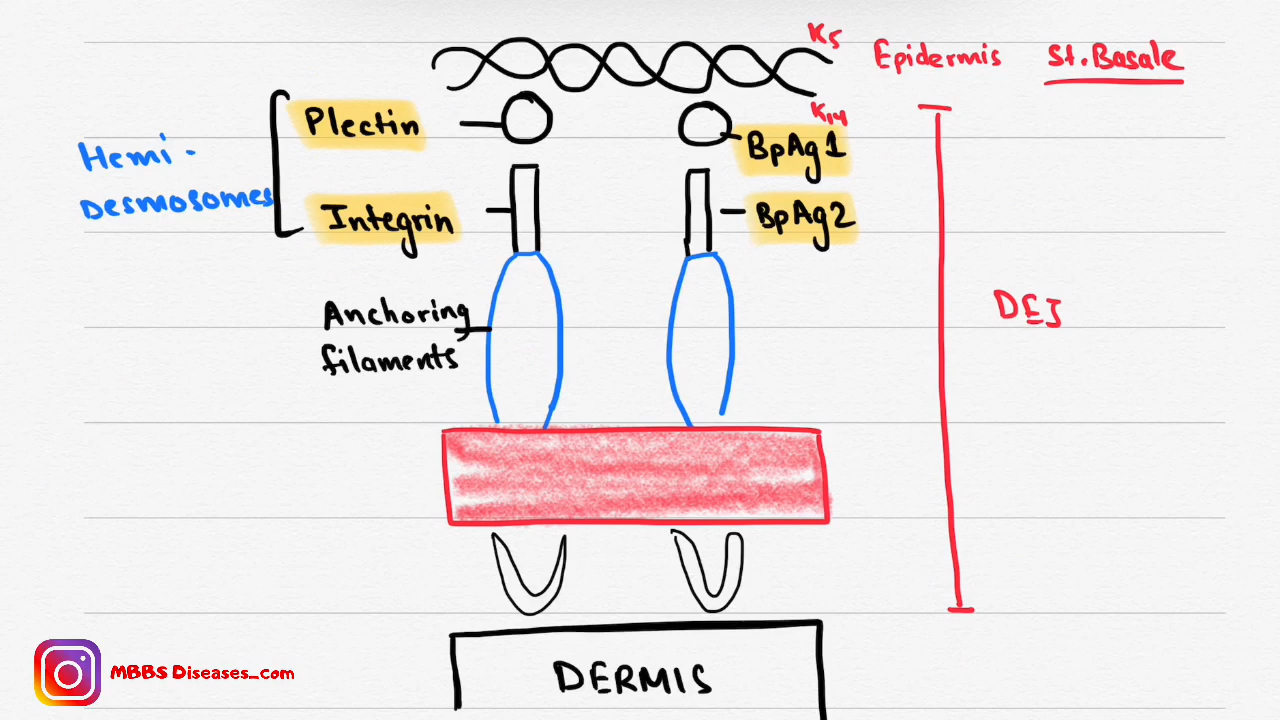 K5
Epidermis St. Basale
K14
Plectin
BpAg1
Hemi-
Desmosomes
Integrin
BpAg2
Anchoring
filaments
DEJ
DERMIS
MBBS Diseases_com